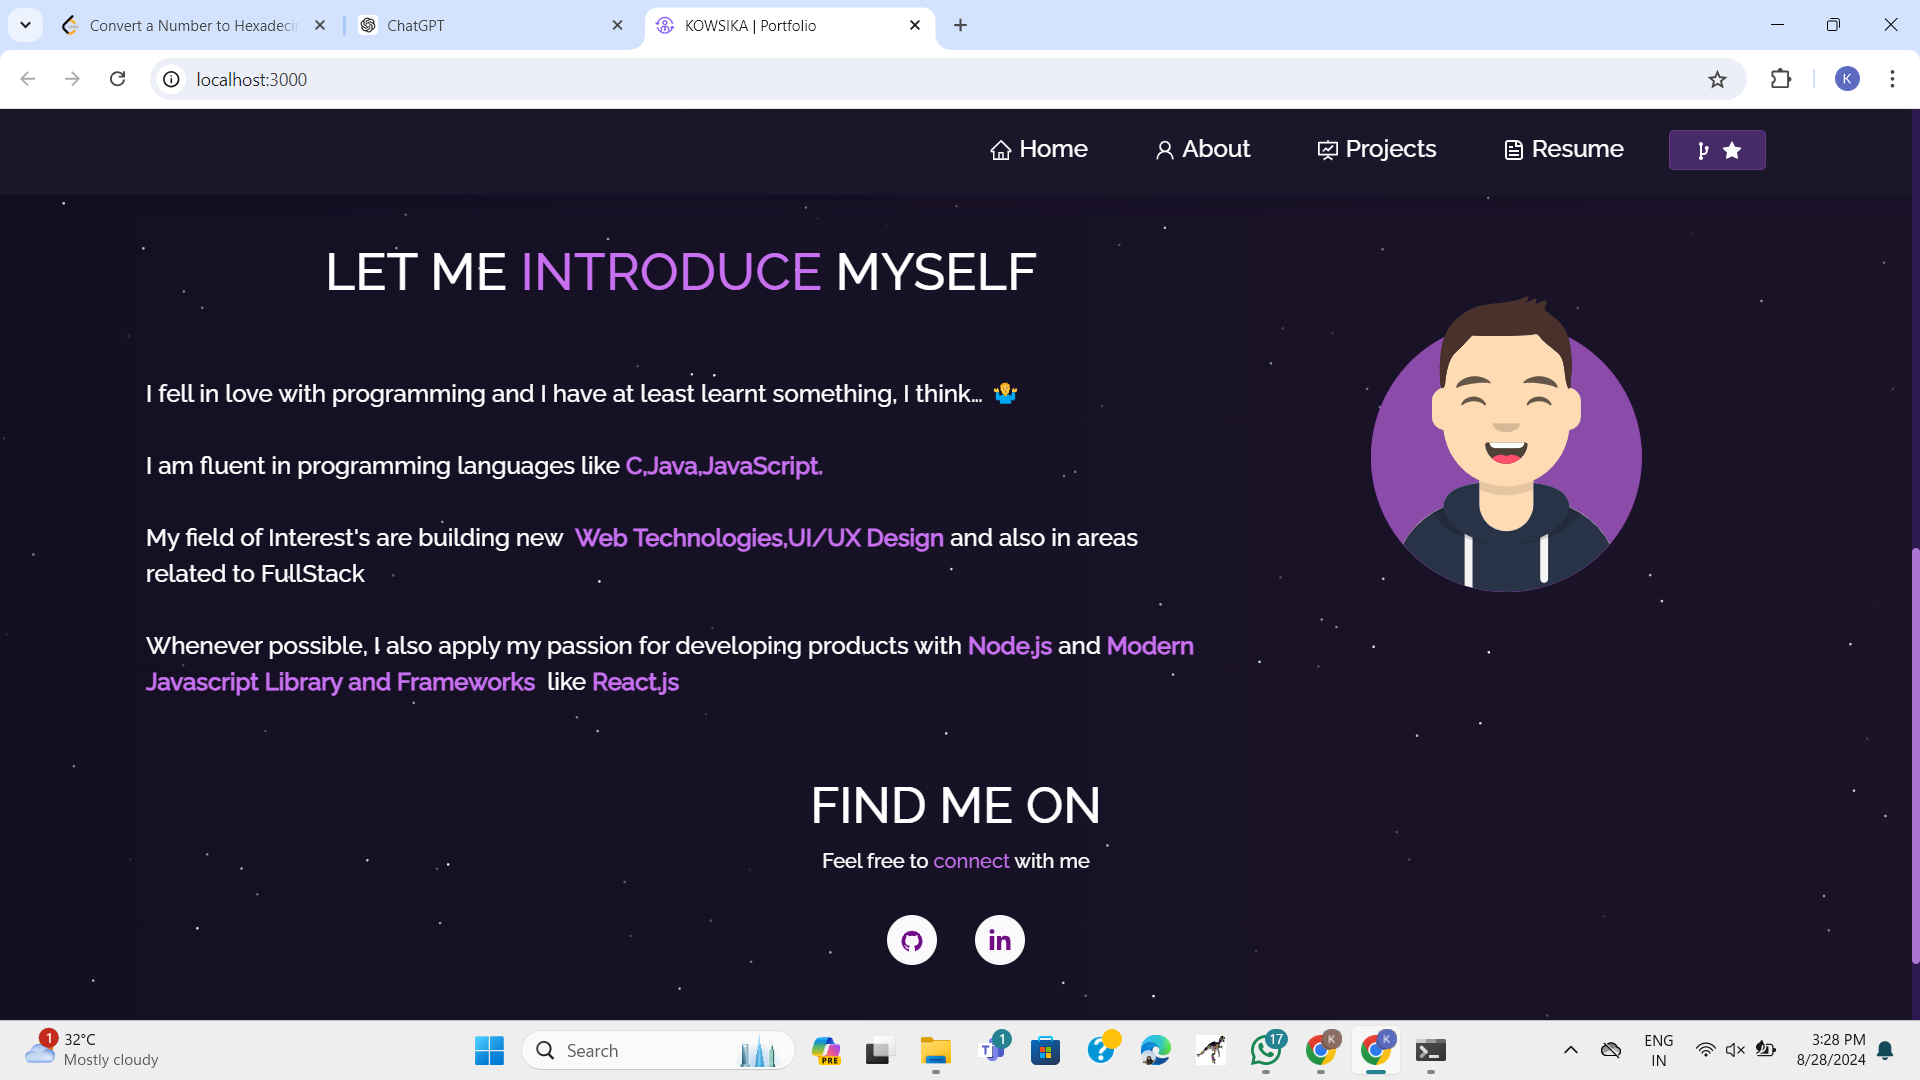 Convert a Number to Hexadeci
ChatGPT
KOWSIKA | Portfolio
localhost:3000
K
Home
About
Projects
Resume
LET ME INTRODUCE MYSELF
I fell in love with programming and I have at least learnt something, I think… 🤷
I am fluent in programming languages like C,Java,JavaScript.
My field of Interest's are building new Web Technologies,UI/UX Design and also in areas
related to FullStack
Whenever possible, I also apply my passion for developing products with Node.js and Modern
Javascript Library and Frameworks like React.js
FIND ME ON
Feel free to connect with me
in
1
32°C
Mostly cloudy
Search
PRE
T
1
?
17
K
K
ENG
IN
3:28 PM
8/28/2024